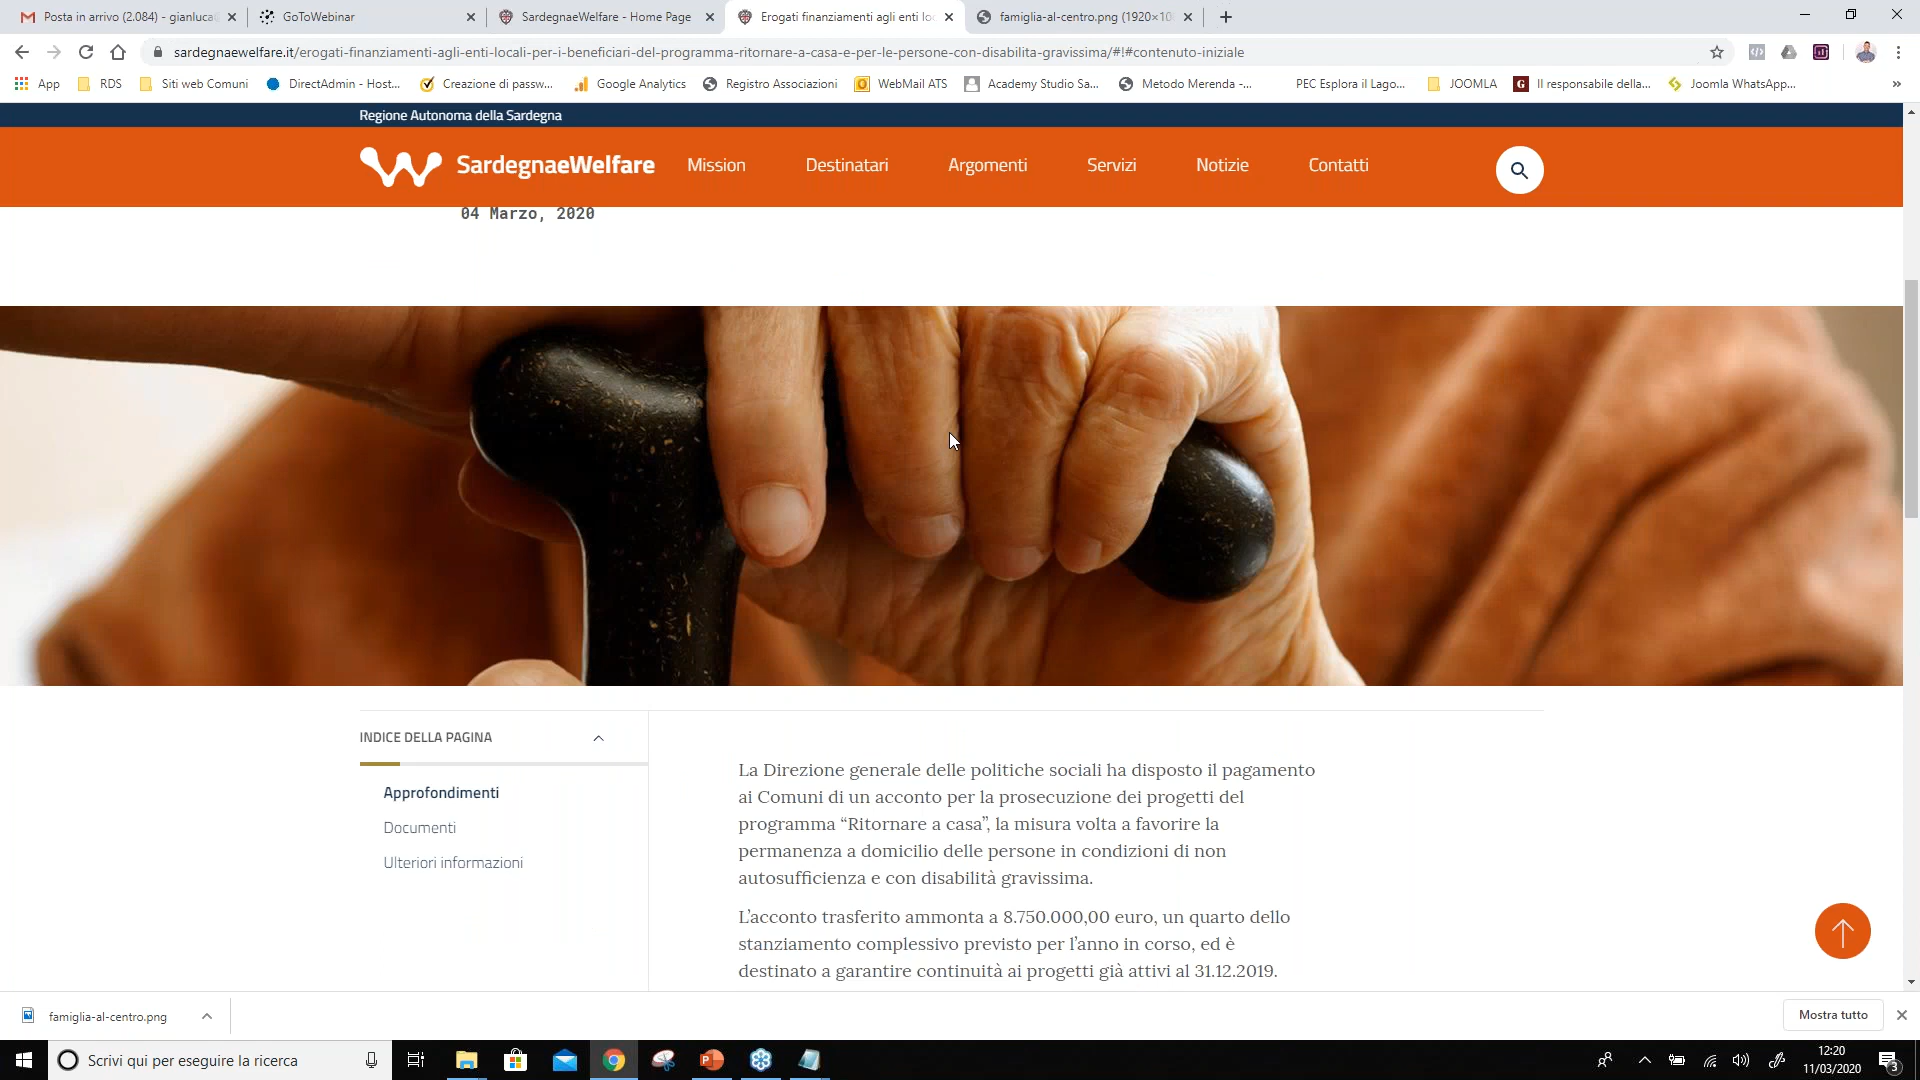 Posta in arrivo (2.084) - gianluca
GoToWebinar
SardegnaeWelfare - Home Page
Erogati finanziamenti agli enti lo
famiglia-al-centro.png (1920×10
sardegnaewelfare.it/erogati-finanziamenti-agli-enti-locali-per-i-beneficiari-del-programma-ritornare-a-casa-e-per-le-persone-con-disabilita-gravissima/#!#contenuto-iniziale
App
RDS
Siti web Comuni
DirectAdmin - Host...
Creazione di passw...
Google Analytics
Registro Associazioni
WebMail ATS
Academy Studio Sa...
Metodo Merenda -...
PEC Esplora il Lago...
JOOMLA
Il responsabile della...
Joomla WhatsApp...
»
Regione Autonoma della Sardegna
SardegnaeWelfare
Mission
Destinatari
Argomenti
Servizi
Notizie
Contatti
04 Marzo, 2020
INDICE DELLA PAGINA
Approfondimenti
Documenti
Ulteriori informazioni
La Direzione generale delle politiche sociali ha disposto il pagamento
ai Comuni di un acconto per la prosecuzione dei progetti del
programma “Ritornare a casa”, la misura volta a favorire la
permanenza a domicilio delle persone in condizioni di non
autosufficienza e con disabilità gravissima.
L’acconto trasferito ammonta a 8.750.000,00 euro, un quarto dello
stanziamento complessivo previsto per l’anno in corso, ed è
destinato a garantire continuità ai progetti già attivi al 31.12.2019.
famiglia-al-centro.png
Mostra tutto
Scrivi qui per eseguire la ricerca
12:20
11/03/2020
3